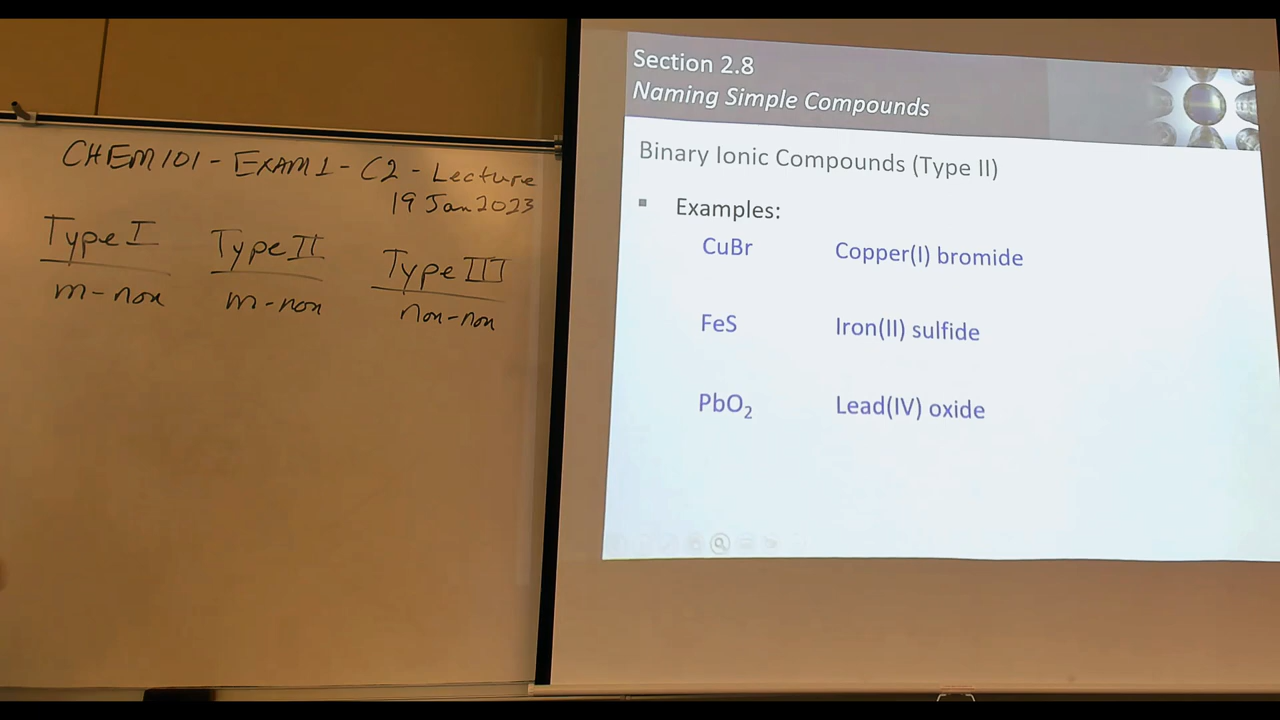 CHEM 101 - EXAM 1 - C2 - Lecture
19 Jan 2023
Type I Type II Type III
m-non m-non non-non
Section 2.8
Naming Simple Compounds
Binary Ionic Compounds (Type II)
▪ Examples:
CuBr Copper(I) bromide
FeS Iron(II) sulfide
PbO₂ Lead(IV) oxide